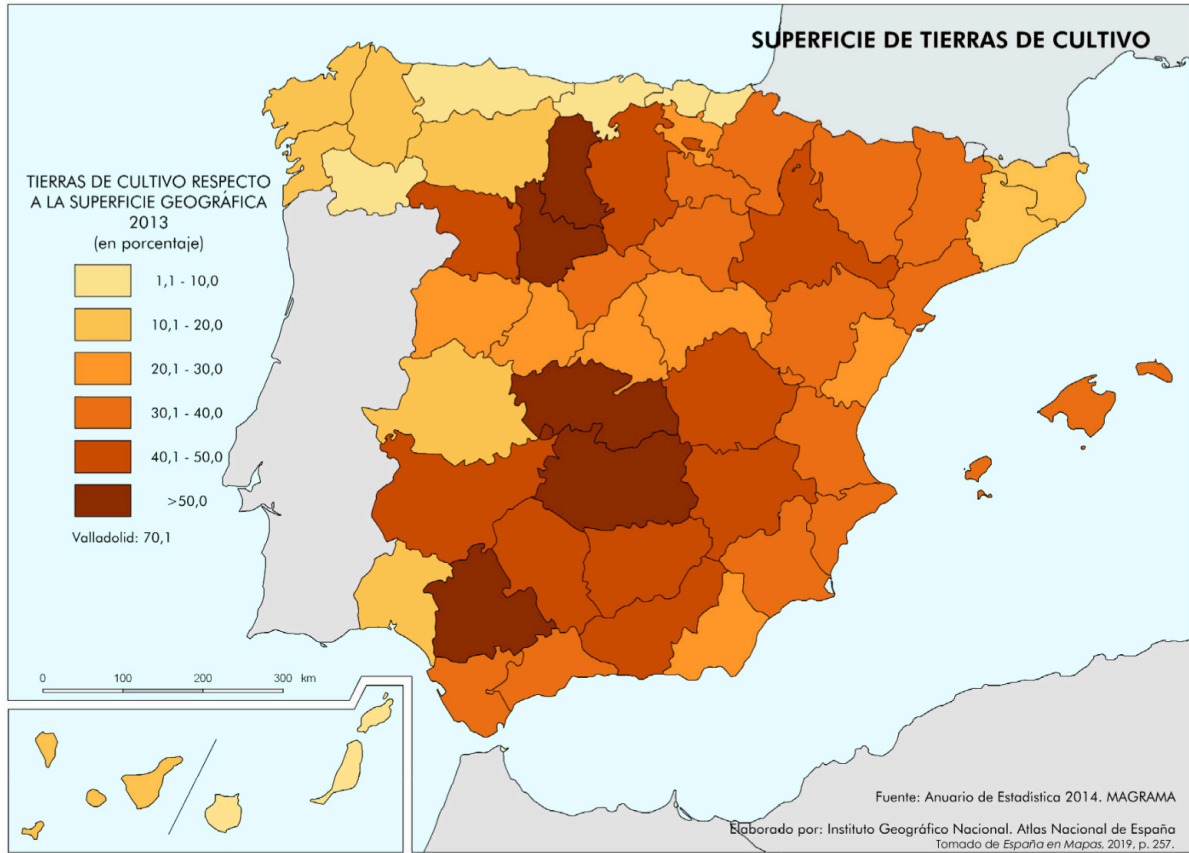 SUPERFICIE DE TIERRAS DE CULTIVO
TIERRAS DE CULTIVO RESPECTO
A LA SUPERFICIE GEOGRÁFICA
2013
(en porcentaje)
1,1 - 10,0
10,1 - 20,0
20,1 - 30,0
30,1 - 40,0
40,1 - 50,0
>50,0
Valladolid: 70,1
0 100 200 300 km
Fuente: Anuario de Estadística 2014. MAGRAMA
Elaborado por: Instituto Geográfico Nacional. Atlas Nacional de España
Tomado de España en Mapas, 2019, p. 257.